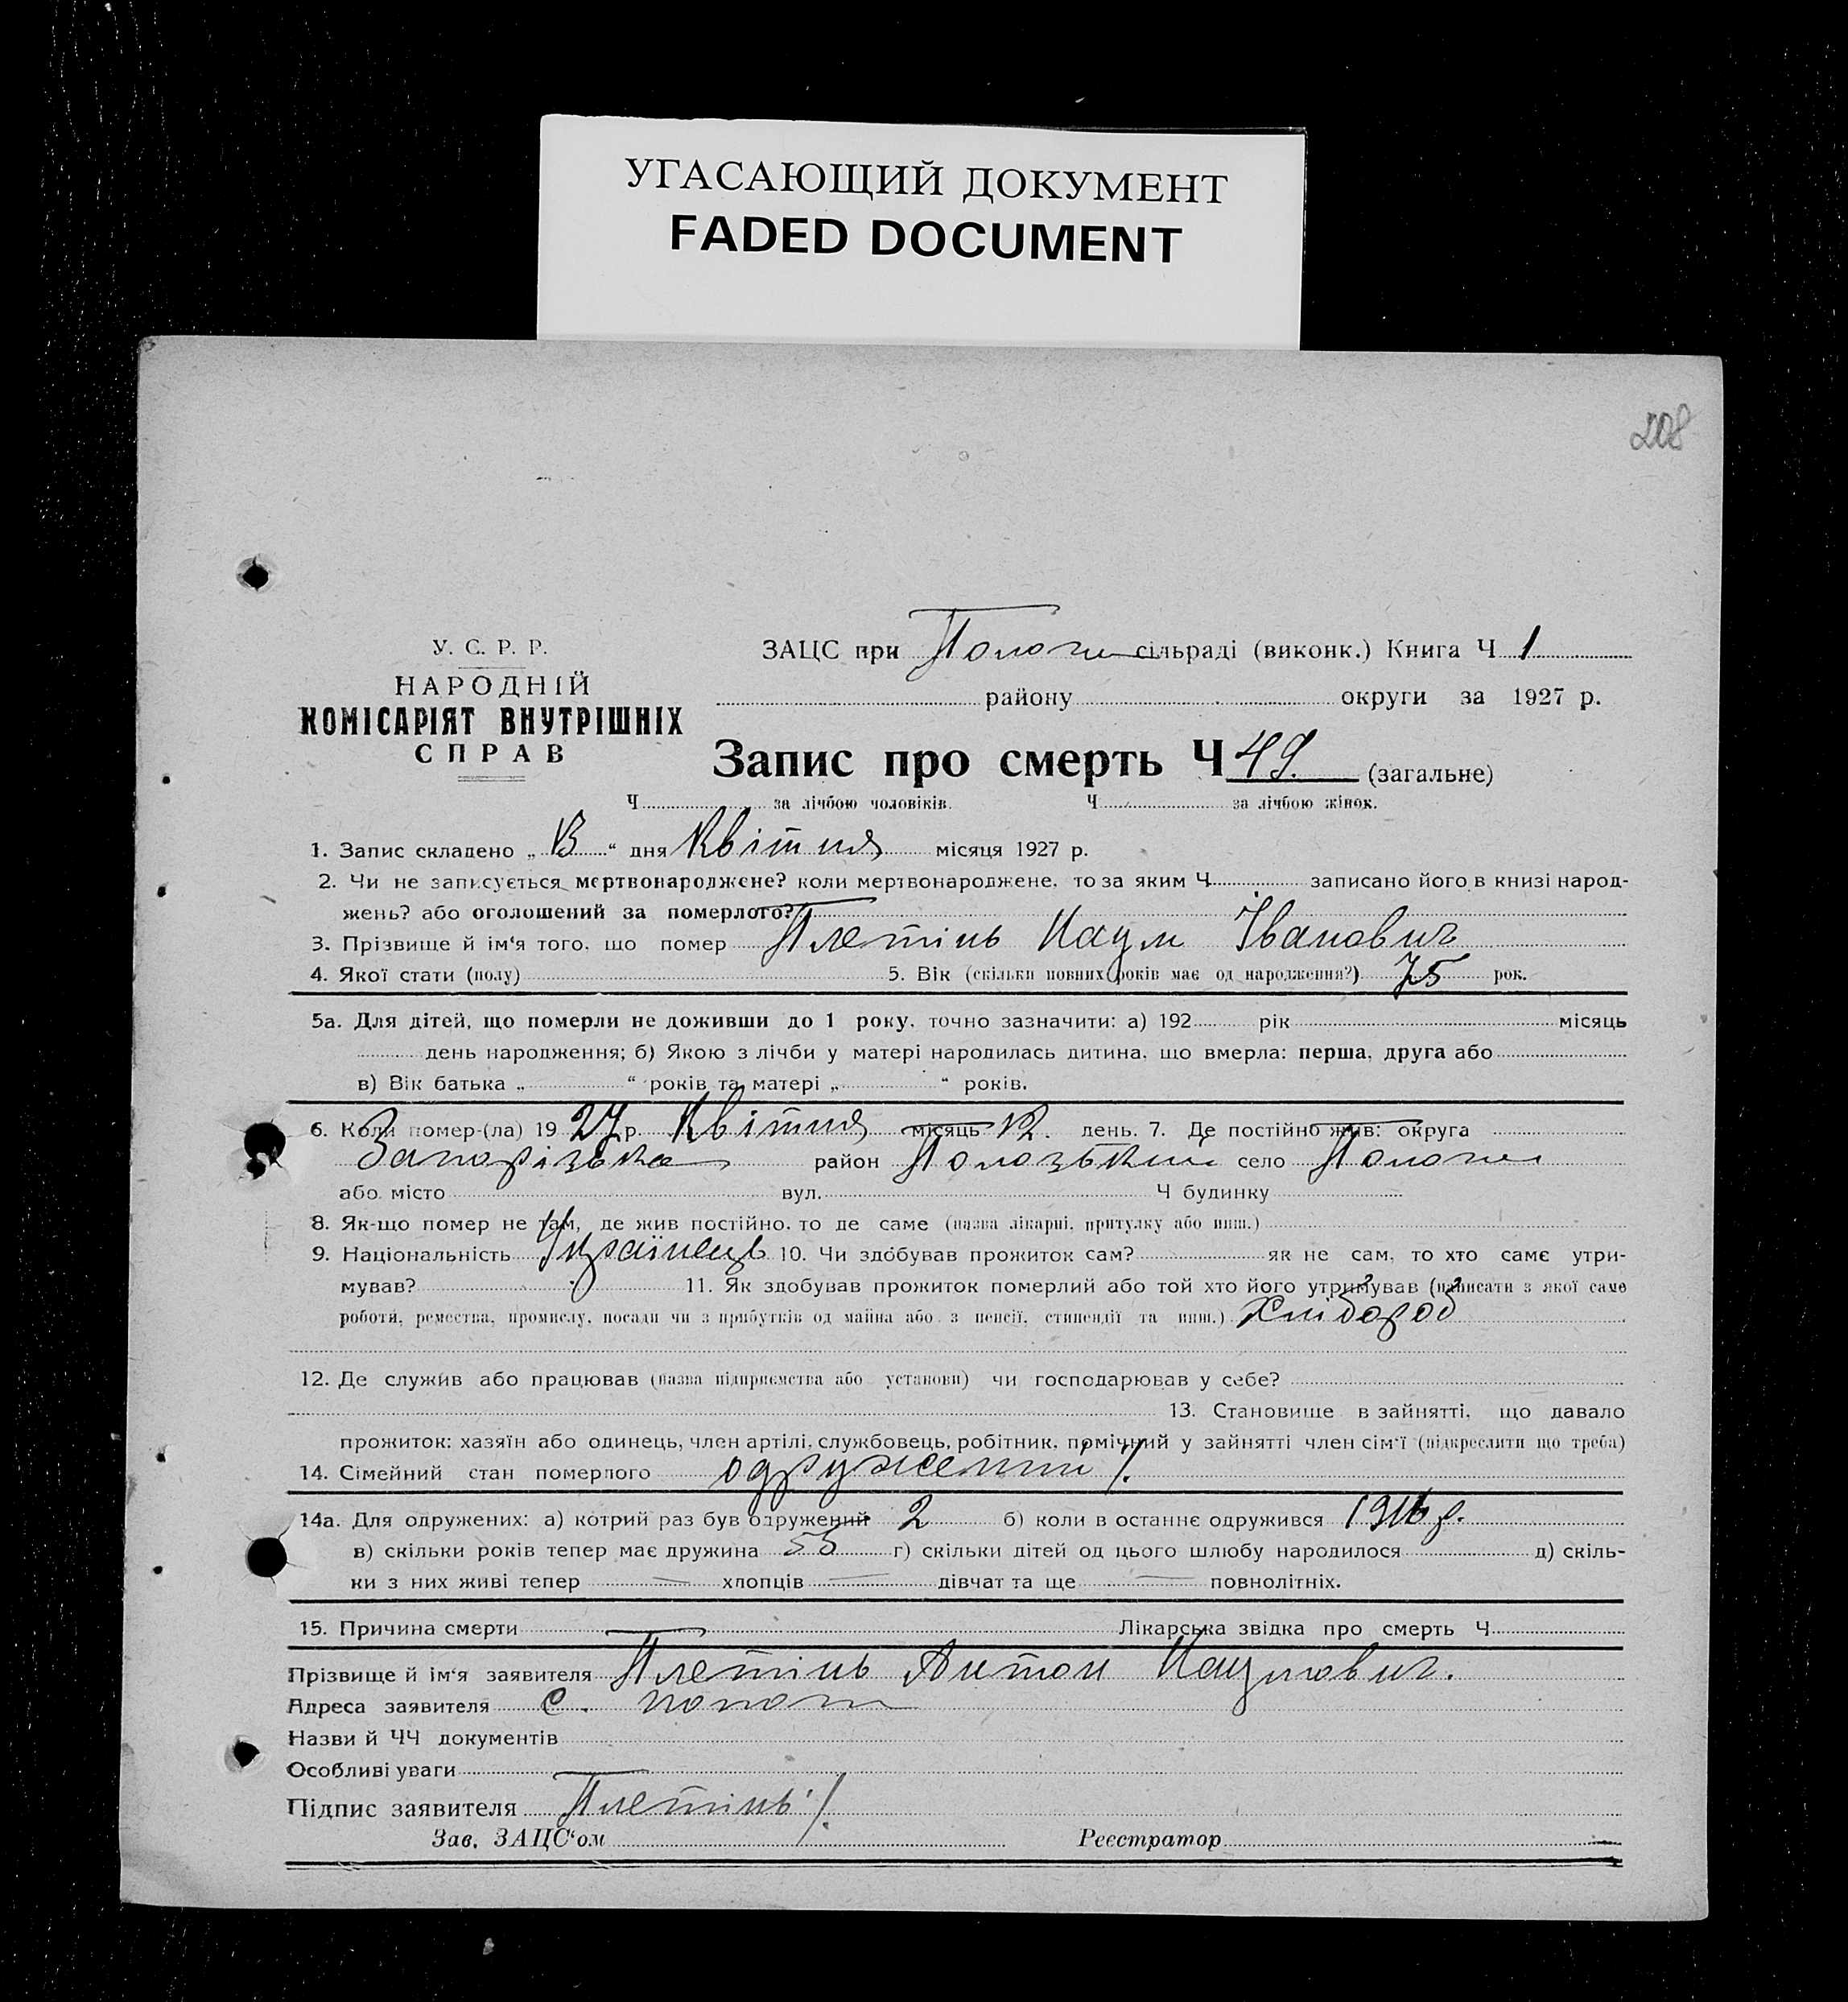 УГАСАЮЩИЙ ДОКУМЕНТ
FADED DOCUMENT
208
У. С. Р. Р.
НАРОДНІЙ
КОМІСАРІЯТ ВНУТРІШНІХ
СПРАВ
ЗАЦС при Пологи сільраді (виконк.) Книга Ч 1
району округи за 1927 р.
Запис про смерть Ч 49. (загальне)
Ч за лічбою чоловіків. Ч за лічбою жінок.
1. Запис складено „ 13 “ дня Квітня місяця 1927 р.
2. Чи не записується мертвонароджене? коли мертвонароджене, то за яким Ч записано його в книзі народ-
жень? або оголошений за померлого?
3. Прізвище й ім‘я того, що помер Плетінь Наум Іванович
4. Якої стати (полу) 5. Вік (скільки повних років має од народження?) 75 рок.
5а. Для дітей, що померли не доживши до 1 року, точно зазначити: а) 192 рік місяць
день народження; б) Якою з лічби у матері народилась дитина, що вмерла: перша, друга або
в) Вік батька „ “ років та матері „ “ років.
6. Коли помер-(ла) 19 27 р. Квітня місяць 12. день. 7. Де постійно жив: округа
Запорізька район Пологський село Пологи
або місто вул. Ч будинку
8. Як-що помер не там, де жив постійно, то де саме (назва лікарні, притулку або инш.)
9. Національність Українець 10. Чи здобував прожиток сам? як не сам, то хто саме утри-
мував? 11. Як здобував прожиток померлий або той хто його утримував (написати з якої саме
роботи, ремества, промислу, посади чи з прибутків од майна або з пенсії, стипендії та инш.) Хлібороб
12. Де служив або працював (назва підприємства або установи) чи господарював у себе?
13. Становище в зайнятті, що давало
прожиток: хазяїн або одинець, член артілі, службовець, робітник, помічний у зайнятті член сім‘ї (підкреслити що треба)
14. Сімейний стан померлого одружений
14а. Для одружених: а) котрий раз був одружений 2 б) коли в останнє одружився 1916 р.
в) скільки років тепер має дружина 55 г) скільки дітей од цього шлюбу народилося д) скіль-
ки з них живі тепер — хлопців — дівчат та ще — повнолітніх.
15. Причина смерти Лікарська звідка про смерть Ч
Прізвище й ім‘я заявителя Плетінь Антон Наумович.
Адреса заявителя с. Пологи
Назви й ЧЧ документів
Особливі уваги
Підпис заявителя Плетінь
Зав. ЗАЦС‘ом Реєстратор